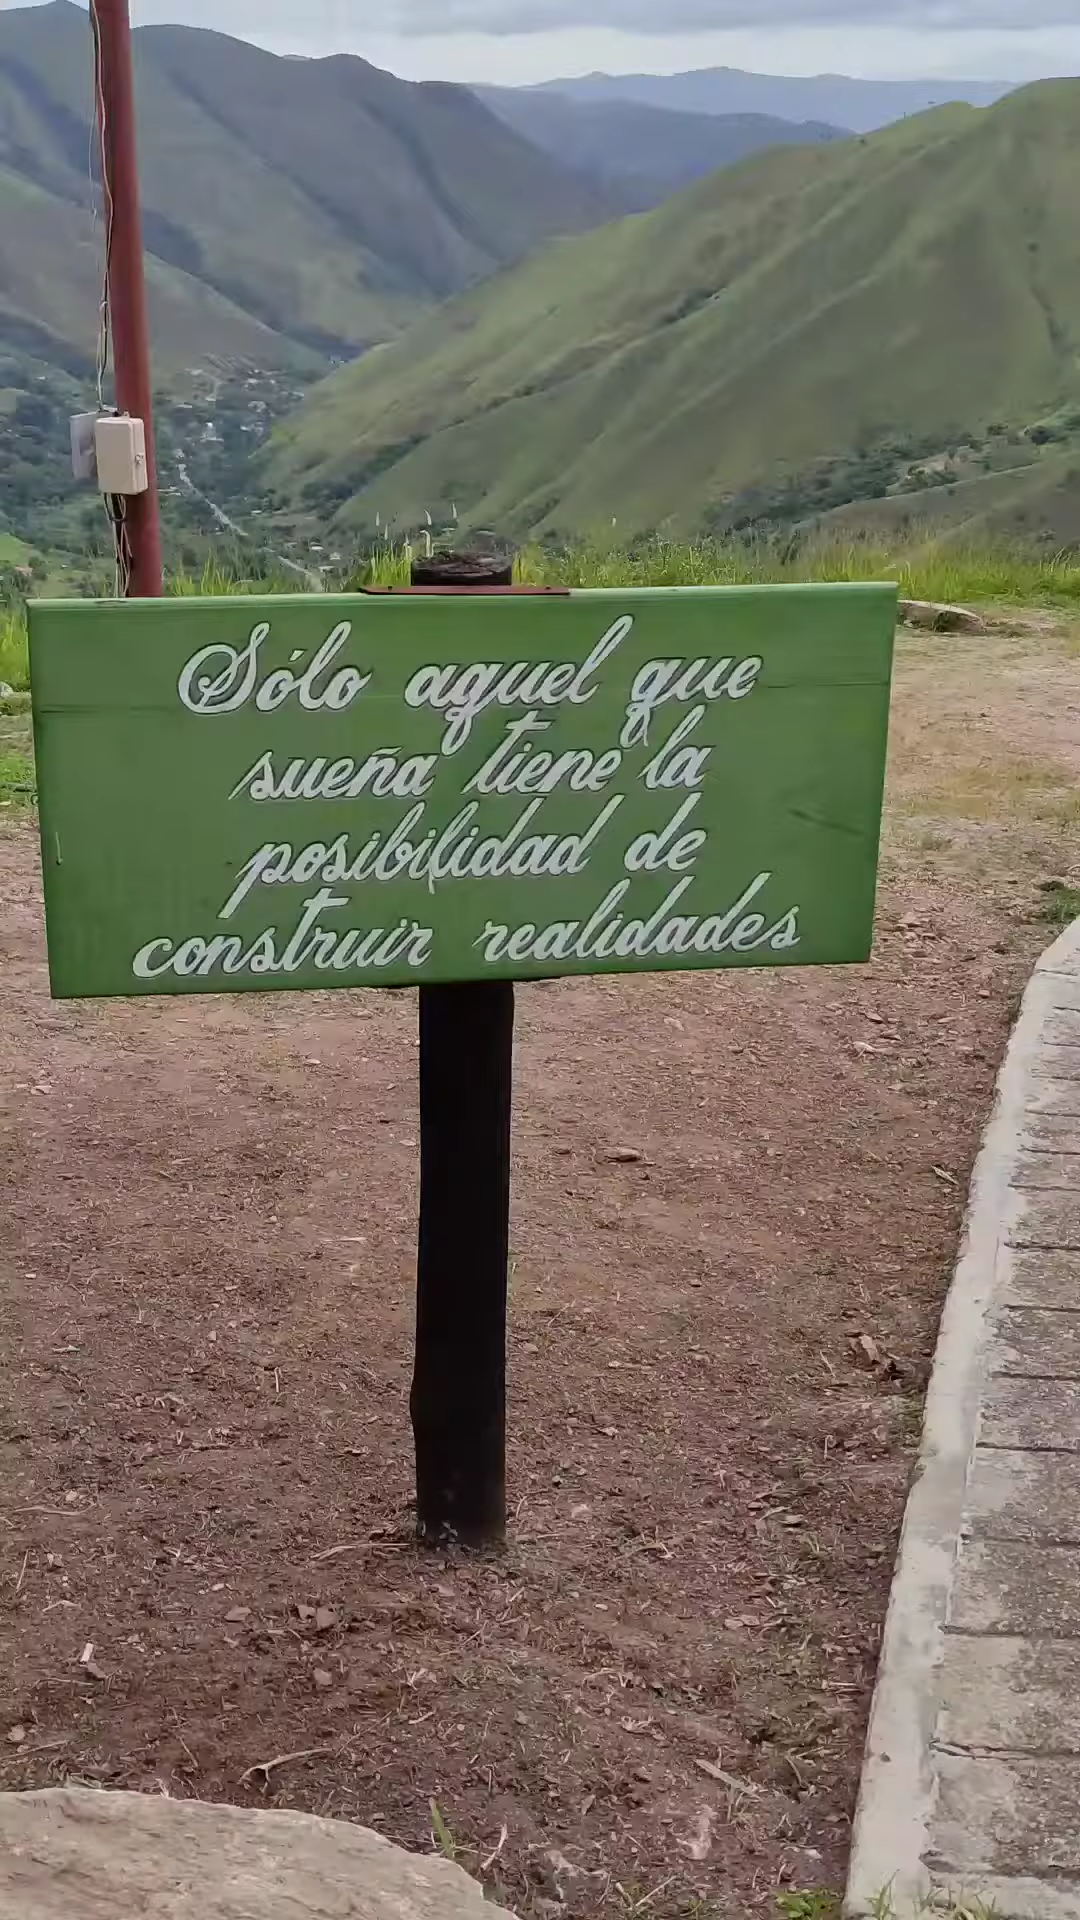 Sólo aquel que
sueña tiene la
posibilidad de
construir realidades